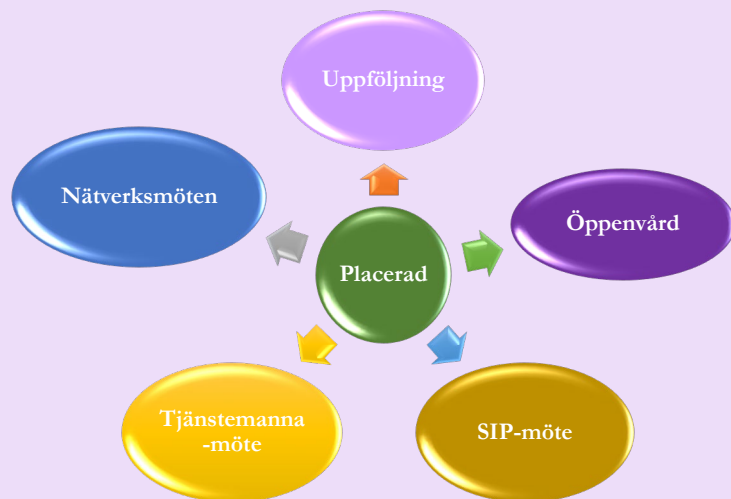 Uppföljning
Nätverksmöten
Öppenvård
Placerad
Tjänstemanna
-möte
SIP-möte